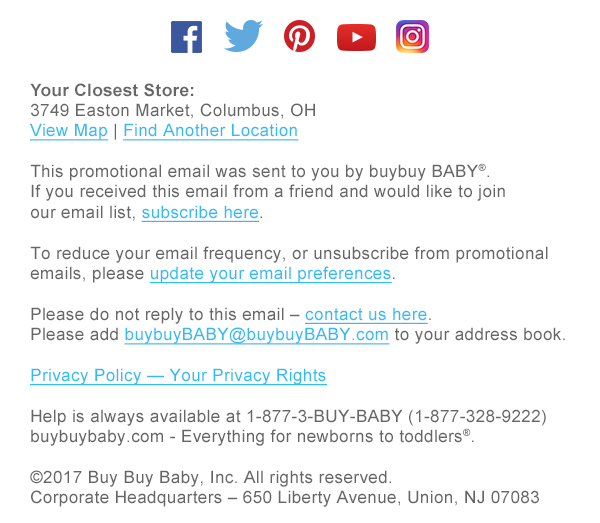 Your Closest Store:
3749 Easton Market, Columbus, OH
View Map | Find Another Location
This promotional email was sent to you by buybuy BABY®.
If you received this email from a friend and would like to join
our email list, subscribe here.
To reduce your email frequency, or unsubscribe from promotional
emails, please update your email preferences.
Please do not reply to this email – contact us here.
Please add buybuyBABY@buybuyBABY.com to your address book.
Privacy Policy — Your Privacy Rights
Help is always available at 1-877-3-BUY-BABY (1-877-328-9222)
buybuybaby.com - Everything for newborns to toddlers®.
©2017 Buy Buy Baby, Inc. All rights reserved.
Corporate Headquarters – 650 Liberty Avenue, Union, NJ 07083